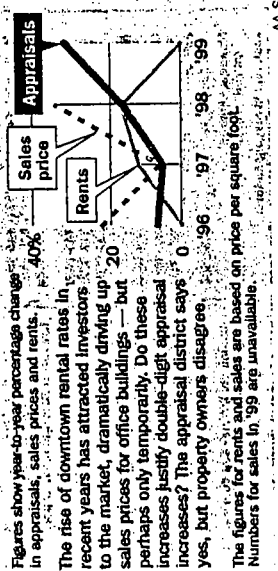 Figures show year-to-year percentage change
in appraisals, sales prices and rents.
The rise of downtown rental rates in
recent years has attracted investors
to the market, dramatically driving up
sales prices for office buildings — but
perhaps only temporarily. Do these
increases justify double-digit appraisal
increases? The appraisal district says
yes, but property owners disagree.
The figures for rents and sales are based on price per square foot.
Numbers for sales in '99 are unavailable.
40%
20
0
Appraisals
Sales
price
Rents
'96 '97 '98 '99